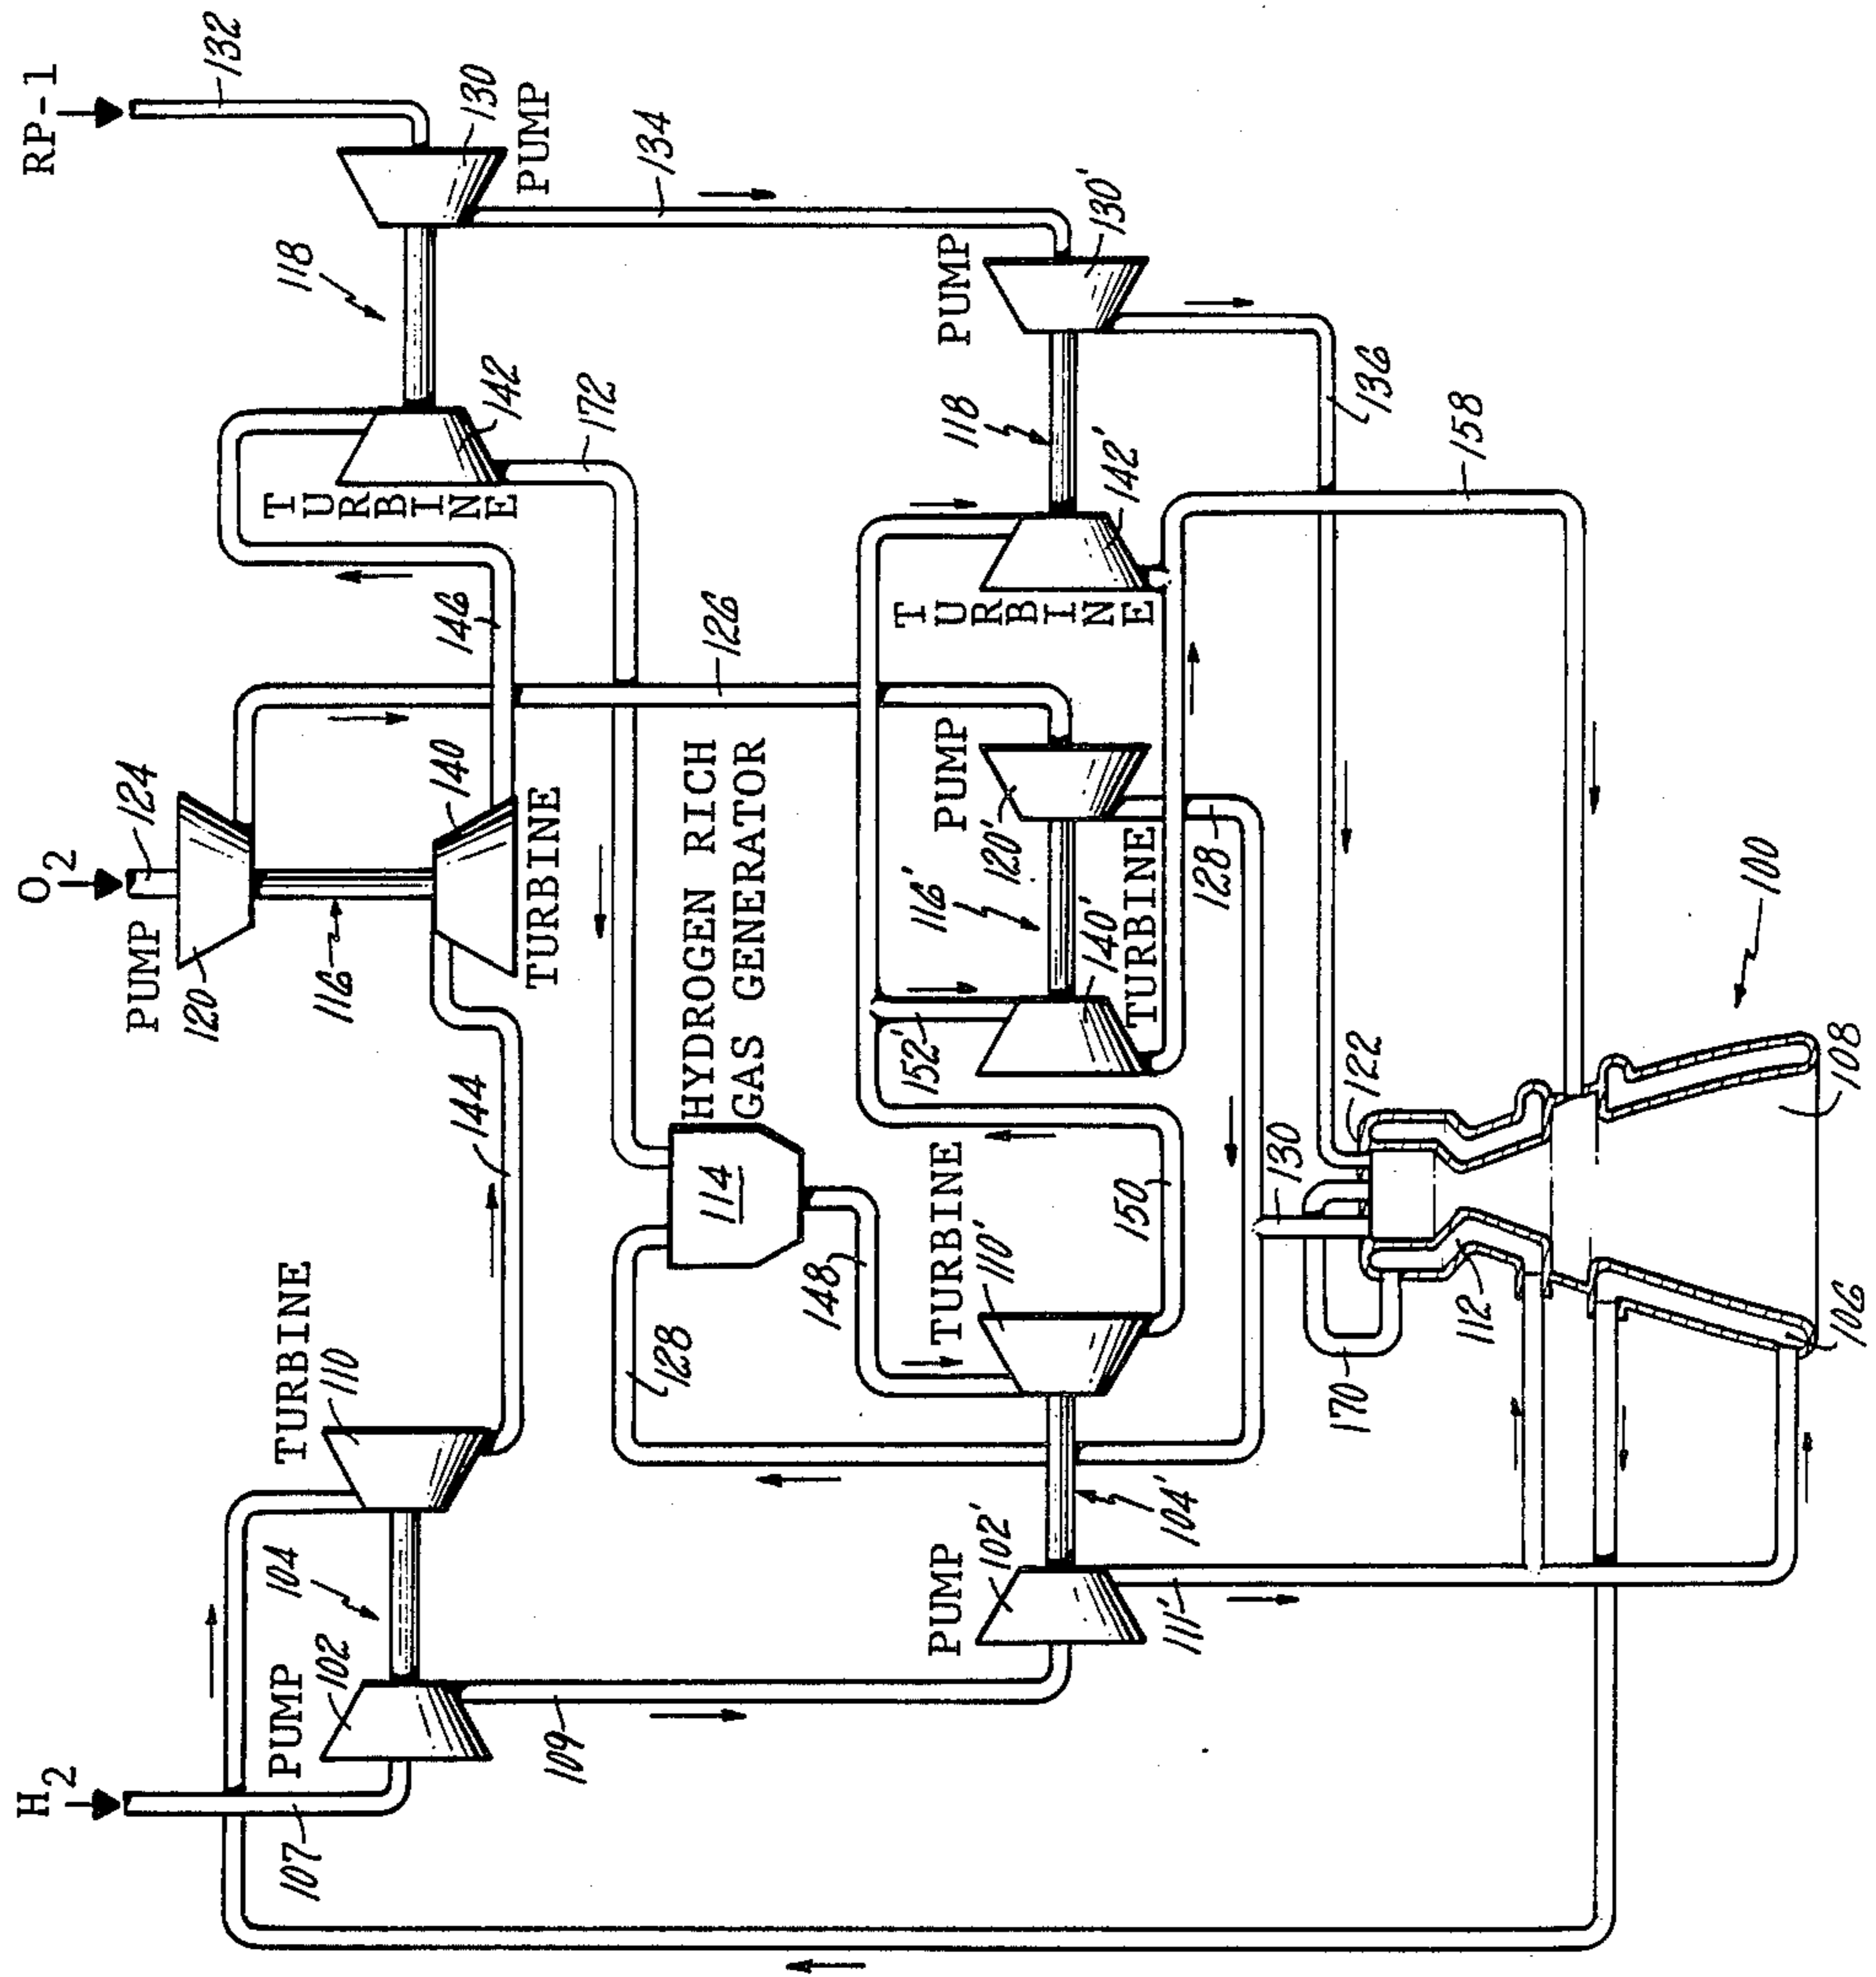 H2
O2
RP-1
107
PUMP
102
104
TURBINE
110
144
PUMP
120
124
116
TURBINE
140
146
TURBINE
142
118
130
PUMP
132
109
128
114
HYDROGEN RICH
GAS GENERATOR
148
126
172
134
PUMP
102'
104'
TURBINE
110'
150
152'
TURBINE
140'
116'
120'
PUMP
128
TURBINE
142'
118
PUMP
130'
111'
170
130
122
136
158
112
106
108
100